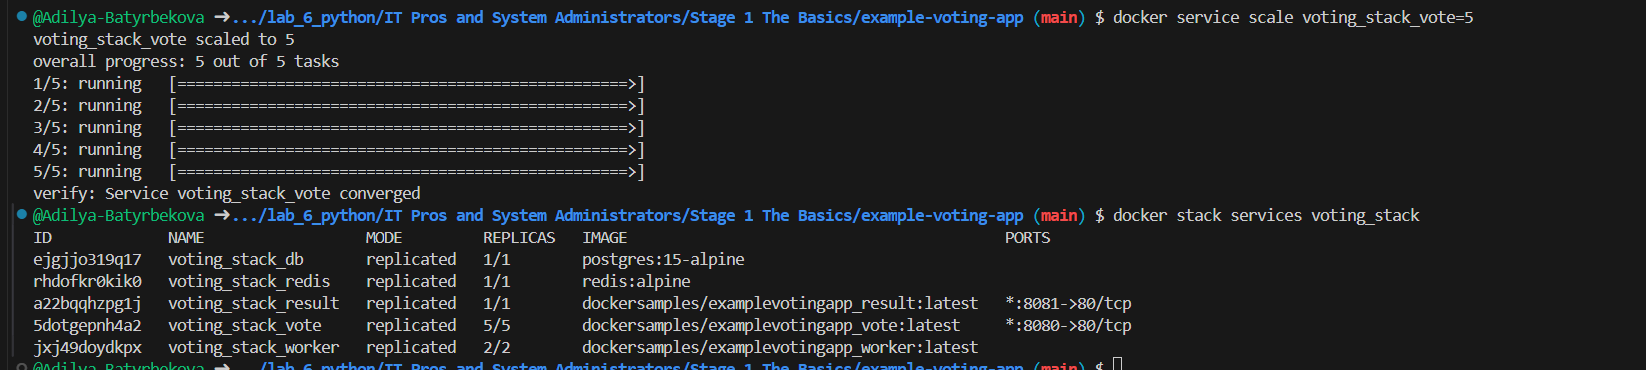 @Adilya-Batyrbekova ➜.../lab_6_python/IT Pros and System Administrators/Stage 1 The Basics/example-voting-app (main) $ docker service scale voting_stack_vote=5
voting_stack_vote scaled to 5
overall progress: 5 out of 5 tasks
1/5: running   [==================================================>]
2/5: running   [==================================================>]
3/5: running   [==================================================>]
4/5: running   [==================================================>]
5/5: running   [==================================================>]
verify: Service voting_stack_vote converged
@Adilya-Batyrbekova ➜.../lab_6_python/IT Pros and System Administrators/Stage 1 The Basics/example-voting-app (main) $ docker stack services voting_stack
ID             NAME                  MODE         REPLICAS   IMAGE                                          PORTS
ejgjjo319q17   voting_stack_db       replicated   1/1        postgres:15-alpine
rhdofkr0kik0   voting_stack_redis    replicated   1/1        redis:alpine
a22bqqhzpg1j   voting_stack_result   replicated   1/1        dockersamples/examplevotingapp_result:latest   *:8081->80/tcp
5dotgepnh4a2   voting_stack_vote     replicated   5/5        dockersamples/examplevotingapp_vote:latest     *:8080->80/tcp
jxj49doydkpx   voting_stack_worker   replicated   2/2        dockersamples/examplevotingapp_worker:latest
@Adilya-Batyrbekova ➜.../lab_6_python/IT Pros and System Administrators/Stage 1 The Basics/example-voting-app (main) $